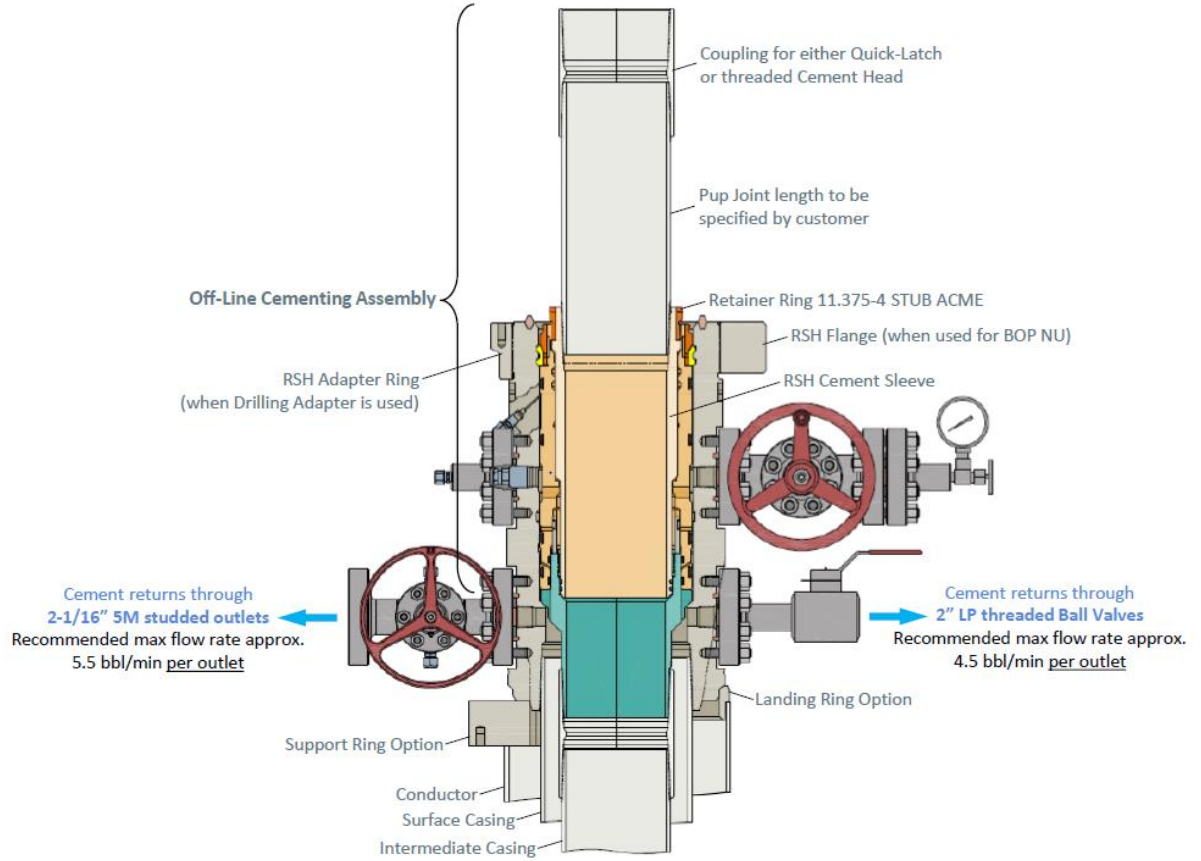 Coupling for either Quick-Latch
or threaded Cement Head
Pup Joint length to be
specified by customer
Off-Line Cementing Assembly
Retainer Ring 11.375-4 STUB ACME
RSH Flange (when used for BOP NU)
RSH Adapter Ring
(when Drilling Adapter is used)
RSH Cement Sleeve
Cement returns through
2-1/16” 5M studded outlets
Recommended max flow rate approx.
5.5 bbl/min per outlet
Cement returns through
2” LP threaded Ball Valves
Recommended max flow rate approx.
4.5 bbl/min per outlet
Landing Ring Option
Support Ring Option
Conductor
Surface Casing
Intermediate Casing